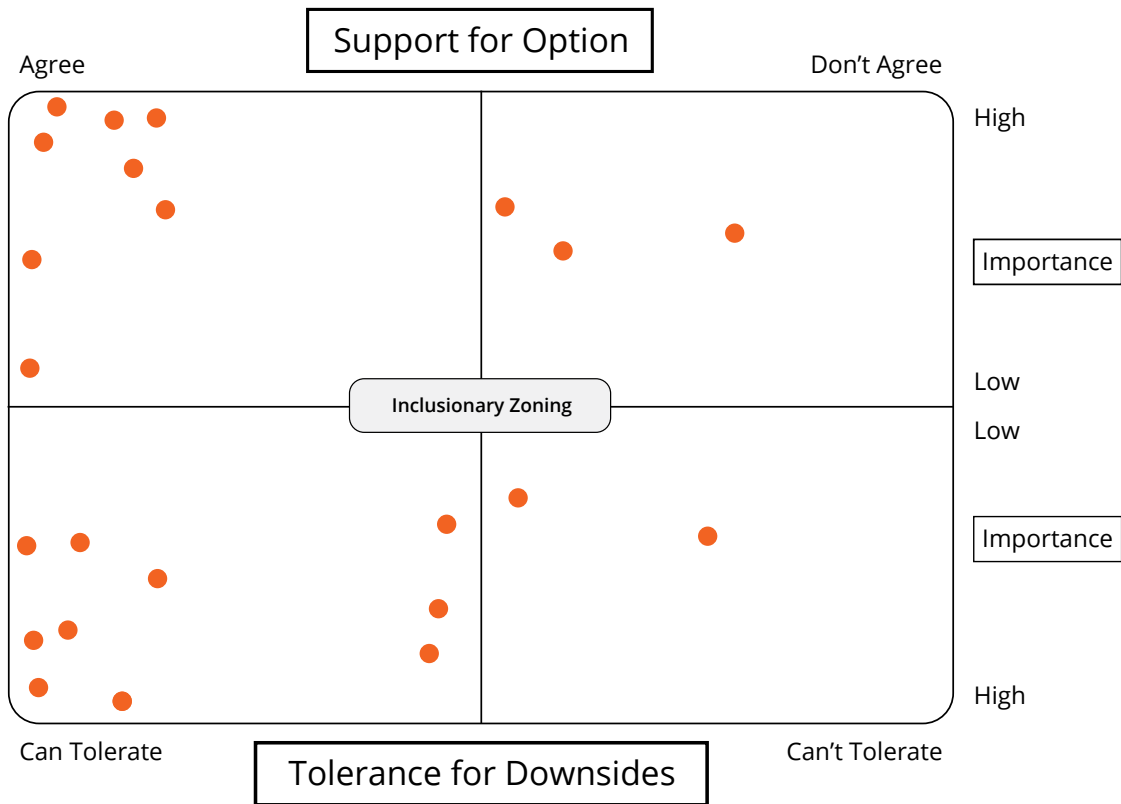 Support for Option
Agree
Don’t Agree
High
Importance
Low
Inclusionary Zoning
Low
Importance
High
Can Tolerate
Can’t Tolerate
Tolerance for Downsides